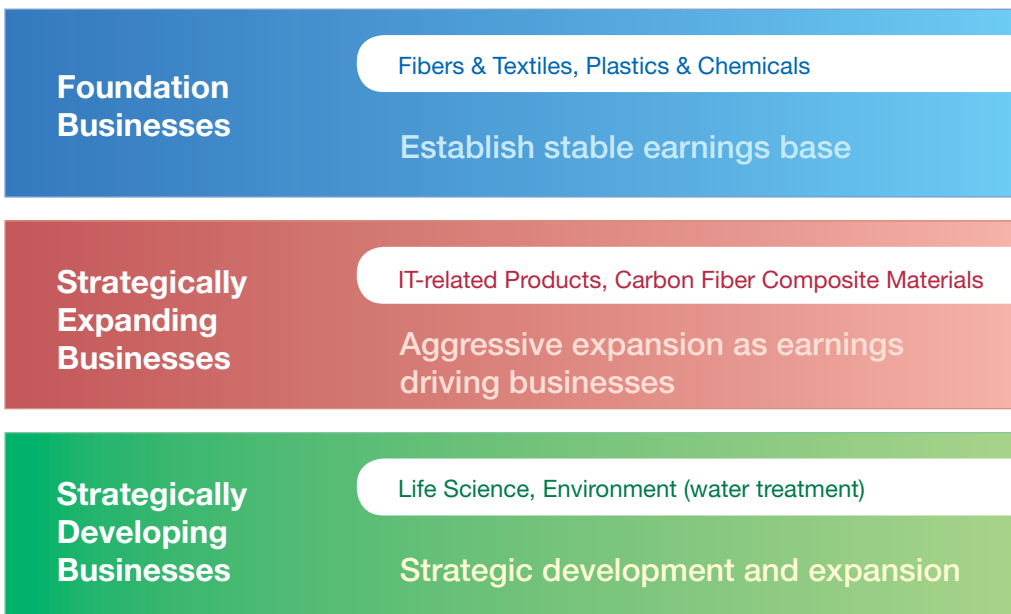 Foundation
Businesses
Fibers & Textiles, Plastics & Chemicals
Establish stable earnings base
Strategically
Expanding
Businesses
IT-related Products, Carbon Fiber Composite Materials
Aggressive expansion as earnings
driving businesses
Strategically
Developing
Businesses
Life Science, Environment (water treatment)
Strategic development and expansion